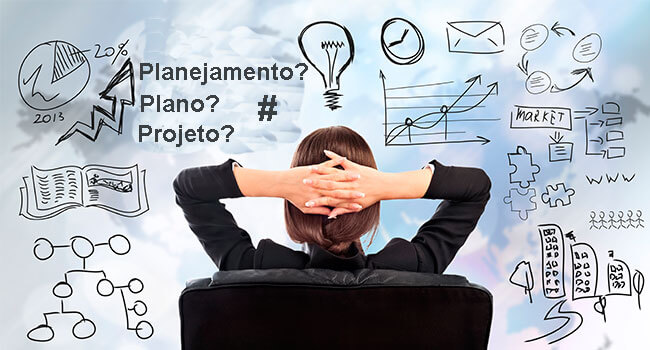 20%
2013
Planejamento?
Plano?
Projeto?
#
MARKET
WWW